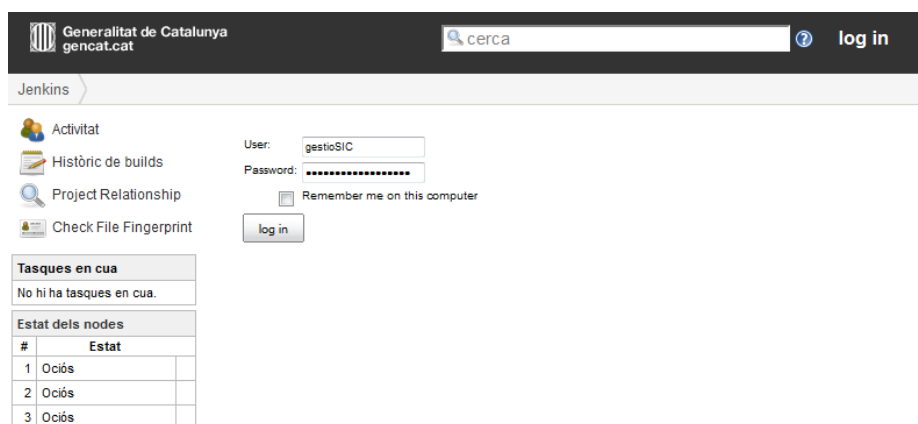 Generalitat de Catalunya
gencat.cat
cerca
log in
Jenkins
Activitat
Històric de builds
Project Relationship
Check File Fingerprint
User: gestioSIC
Password: ••••••••••••••••••
Remember me on this computer
log in
Tasques en cua
No hi ha tasques en cua.
Estat dels nodes
# Estat
1 Ociós
2 Ociós
3 Ociós